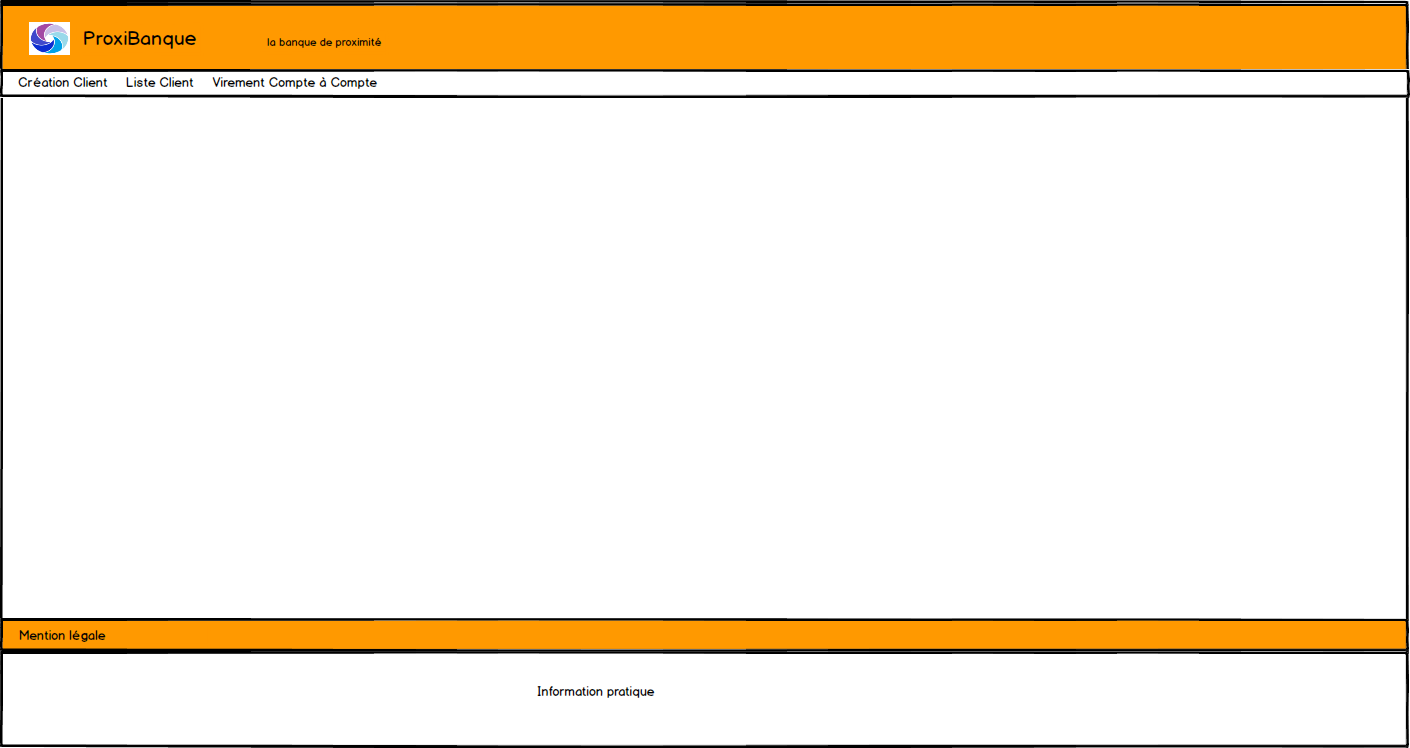 ProxiBanque la banque de proximité
Création Client Liste Client Virement Compte à Compte
Mention légale
Information pratique